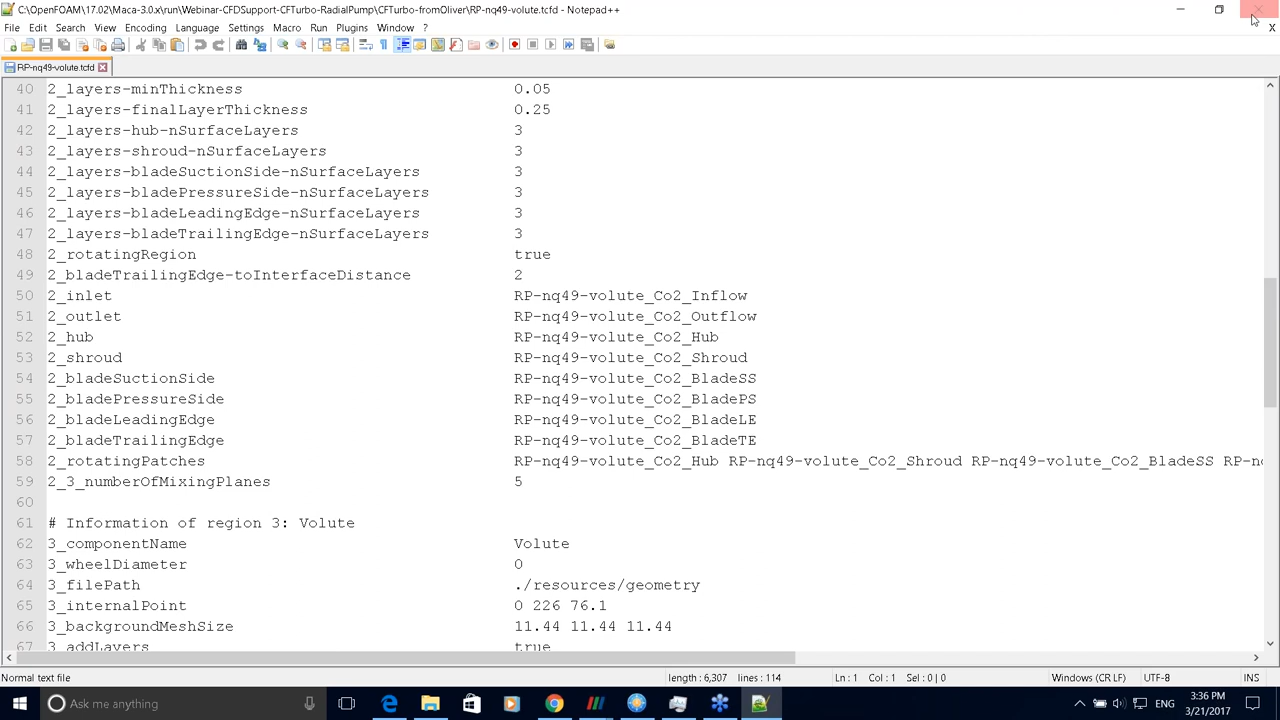 C:\OpenFOAM\17.02\Maca-3.0.x\run\Webinar-CFDSupport-CFTurbo-RadialPump\CFTurbo-fromOliver\RP-nq49-volute.tcfd - Notepad++
File Edit Search View Encoding Language Settings Macro Run Plugins Window ? X
RP-nq49-volute.tcfd
40 2_layers-minThickness 0.05
41 2_layers-finalLayerThickness 0.25
42 2_layers-hub-nSurfaceLayers 3
43 2_layers-shroud-nSurfaceLayers 3
44 2_layers-bladeSuctionSide-nSurfaceLayers 3
45 2_layers-bladePressureSide-nSurfaceLayers 3
46 2_layers-bladeLeadingEdge-nSurfaceLayers 3
47 2_layers-bladeTrailingEdge-nSurfaceLayers 3
48 2_rotatingRegion true
49 2_bladeTrailingEdge-toInterfaceDistance 2
50 2_inlet RP-nq49-volute_Co2_Inflow
51 2_outlet RP-nq49-volute_Co2_Outflow
52 2_hub RP-nq49-volute_Co2_Hub
53 2_shroud RP-nq49-volute_Co2_Shroud
54 2_bladeSuctionSide RP-nq49-volute_Co2_BladeSS
55 2_bladePressureSide RP-nq49-volute_Co2_BladePS
56 2_bladeLeadingEdge RP-nq49-volute_Co2_BladeLE
57 2_bladeTrailingEdge RP-nq49-volute_Co2_BladeTE
58 2_rotatingPatches RP-nq49-volute_Co2_Hub RP-nq49-volute_Co2_Shroud RP-nq49-volute_Co2_BladeSS RP-n
59 2_3_numberOfMixingPlanes 5
60
61 # Information of region 3: Volute
62 3_componentName Volute
63 3_wheelDiameter 0
64 3_filePath ./resources/geometry
65 3_internalPoint 0 226 76.1
66 3_backgroundMeshSize 11.44 11.44 11.44
67 3_addLayers true
Normal text file length : 6,307 lines : 114 Ln : 1 Col : 1 Sel : 0 | 0 Windows (CR LF) UTF-8 INS
Ask me anything ENG 3:36 PM
3/21/2017